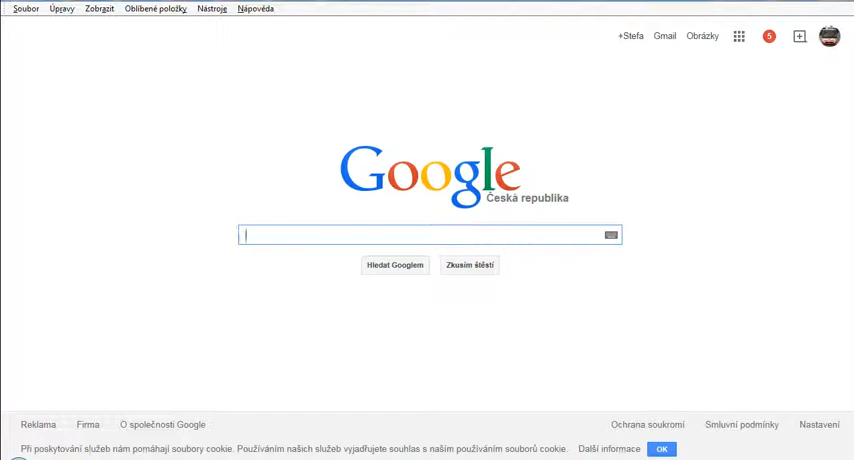 Soubor Úpravy Zobrazit Oblíbené položky Nástroje Nápověda
+Stefa Gmail Obrázky 5
Google
Česká republika
Hledat Googlem Zkusím štěstí
Reklama Firma O společnosti Google Ochrana soukromí Smluvní podmínky Nastavení
Při poskytování služeb nám pomáhají soubory cookie. Používáním našich služeb vyjadřujete souhlas s naším používáním souborů cookie. Další informace OK